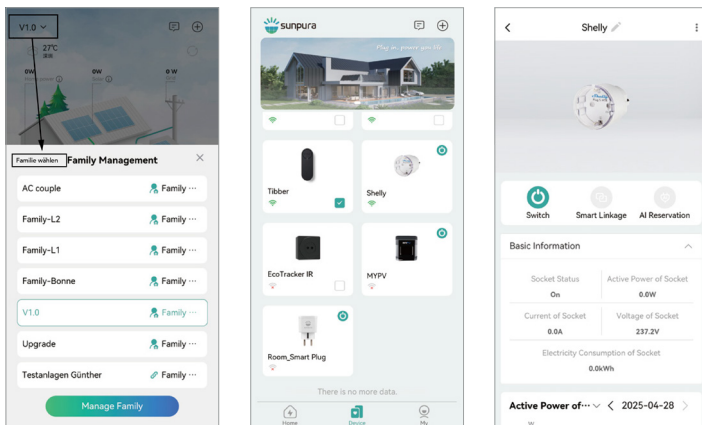 V1.0
27℃
0W
0W
0 W
Familie wählen
Family Management
AC couple
Family ···
Family-L2
Family ···
Family-L1
Family ···
Family-Bonne
Family ···
V1.0
Family ···
Upgrade
Family ···
Testanlagen Günther
Family ···
Manage Family
sunpura
Plug in, power your life
Tibber
Shelly
EcoTracker IR
MYPV
Room_Smart Plug
There is no more data.
Home
Device
My
Shelly
Switch
Smart Linkage
AI Reservation
Basic Information
Socket Status
Active Power of Socket
On
0.0W
Current of Socket
Voltage of Socket
0.0A
237.2V
Electricity Consumption of Socket
0.0kWh
Active Power of···
2025-04-28
W